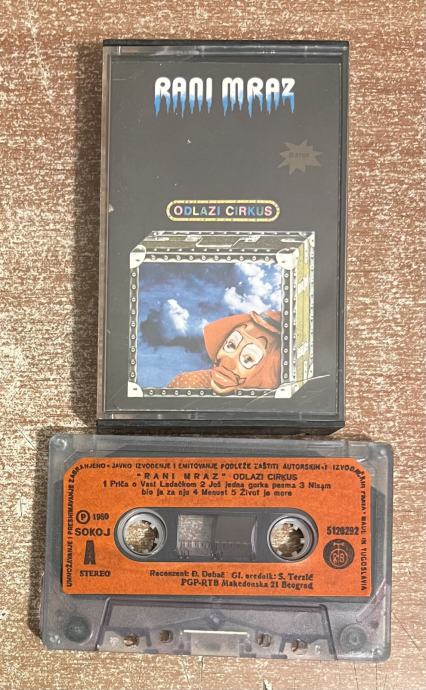 RANI MRAZ
ODLAZI CIRKUS
UMNOŽAVANJE I PRESNIMAVANJE ZABRANJENO • JAVNO IZVOĐENJE I EMITOVANJE PODLEŽE ZAŠTITI AUTORSKIH I IZVOĐAČKIH PRAVA • MADE IN YUGOSLAVIA
"RANI MRAZ" ODLAZI CIRKUS
1 Priča o Vasi Ladačkom 2 Još jedna gorka pesma 3 Nisam
bio ja za nju 4 Menuet 5 Život je more
℗ 1980
SOKOJ
A
STEREO
5120292
Recenzent: Đ. Debač Gl. urednik: S. Terzić
PGP-RTB Makedonska 21 Beograd